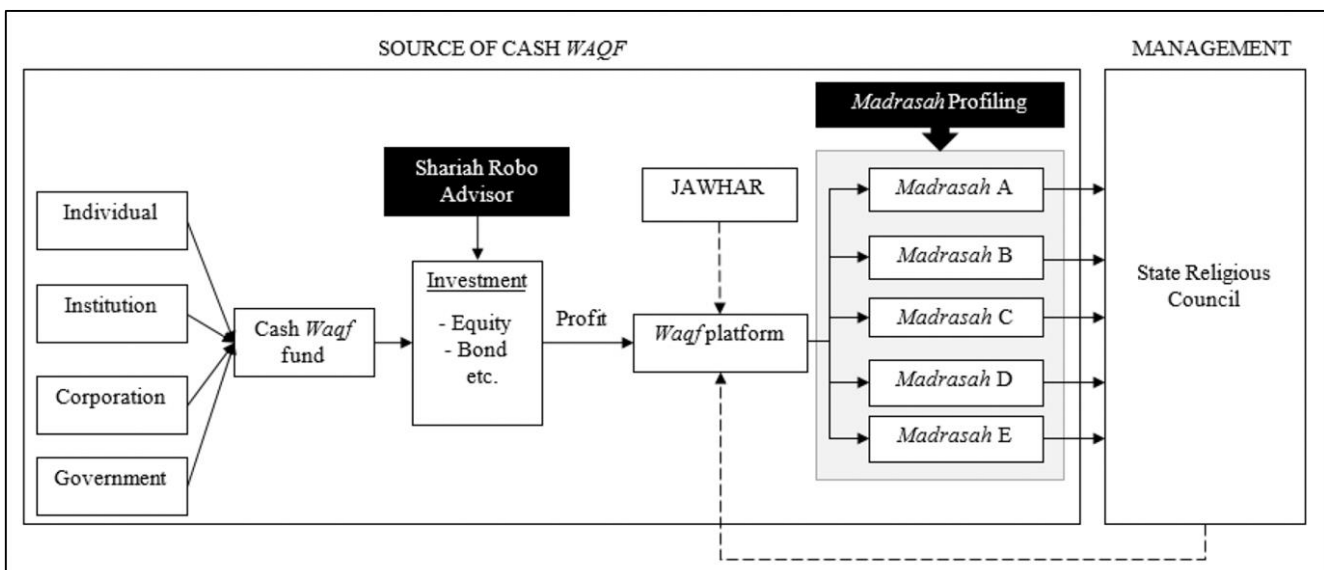 SOURCE OF CASH WAQF
MANAGEMENT
Madrasah Profiling
Shariah Robo
Advisor
JAWHAR
Individual
Institution
Corporation
Government
Cash Waqf
fund
Investment
- Equity
- Bond
etc.
Profit
Waqf platform
Madrasah A
Madrasah B
Madrasah C
Madrasah D
Madrasah E
State Religious
Council